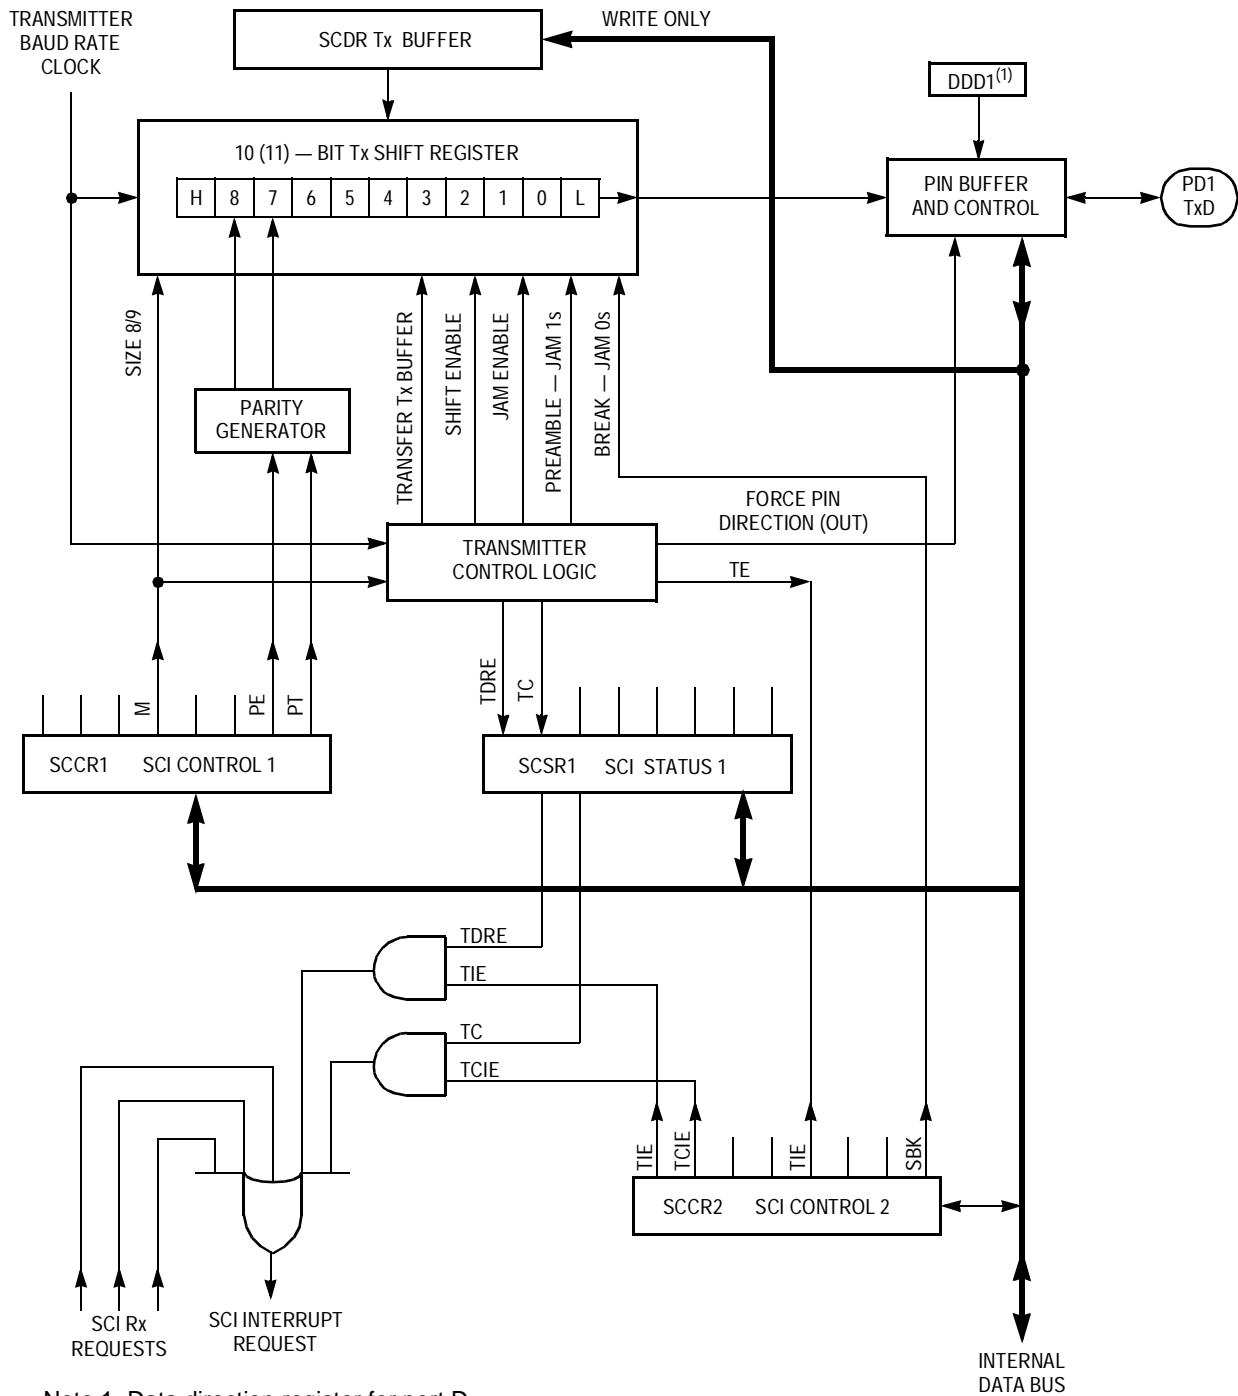 TRANSMITTER
BAUD RATE
CLOCK
SCDR Tx BUFFER
WRITE ONLY
DDD1(1)
10 (11) — BIT Tx SHIFT REGISTER
H 8 7 6 5 4 3 2 1 0 L
PIN BUFFER
AND CONTROL
PD1
TxD
SIZE 8/9
TRANSFER Tx BUFFER
SHIFT ENABLE
JAM ENABLE
PREAMBLE — JAM 1s
BREAK — JAM 0s
PARITY
GENERATOR
FORCE PIN
DIRECTION (OUT)
TRANSMITTER
CONTROL LOGIC
TE
TDRE
TC
M
PE
PT
SCCR1 SCI CONTROL 1
SCSR1 SCI STATUS 1
TDRE
TIE
TC
TCIE
TIE
TCIE
TIE
SBK
SCCR2 SCI CONTROL 2
SCI Rx
REQUESTS
SCI INTERRUPT
REQUEST
INTERNAL
DATA BUS
Note 1. Data direction register for port D